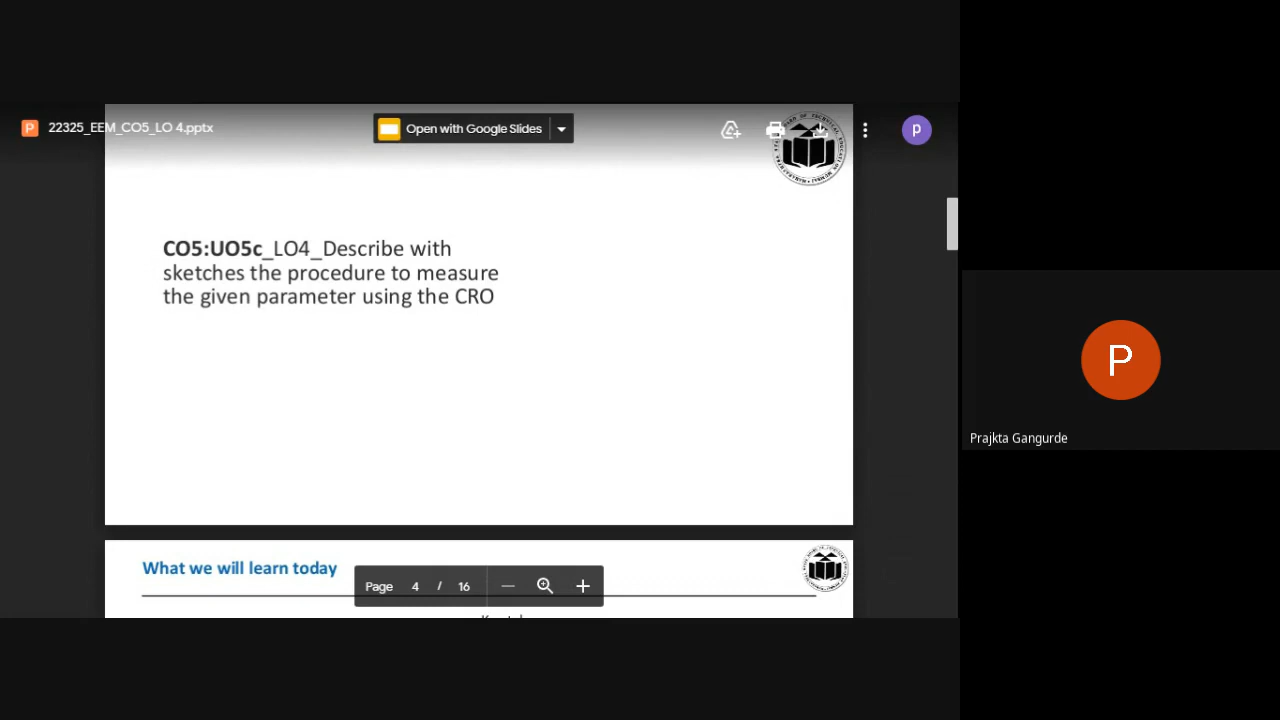 22325_EEM_CO5_LO 4.pptx
Open with Google Slides
P
CO5:UO5c_LO4_Describe with
sketches the procedure to measure
the given parameter using the CRO
P
Prajkta Gangurde
What we will learn today
Page 4 / 16